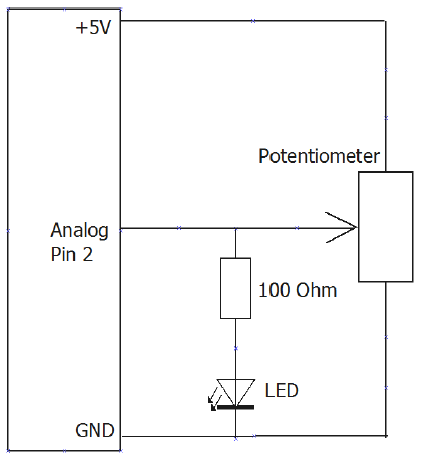 +5V
Potentiometer
Analog
Pin 2
100 Ohm
LED
GND